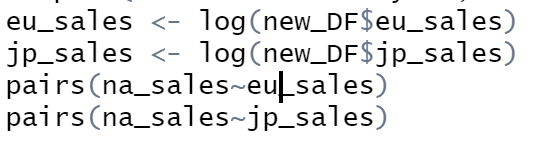 eu_sales <- log(new_DF$eu_sales)
jp_sales <- log(new_DF$jp_sales)
pairs(na_sales~eu_sales)
pairs(na_sales~jp_sales)